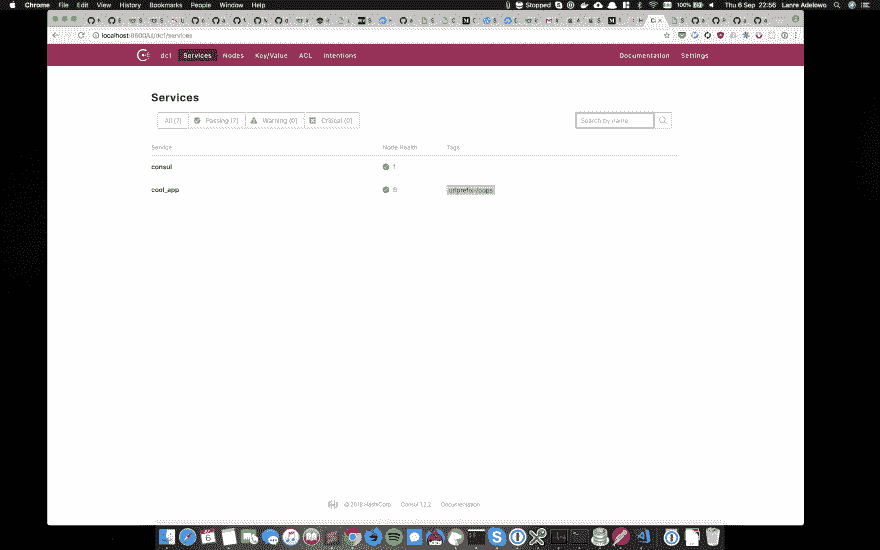 Chrome File Edit View History Bookmarks People Window Help
Stopped 100% Thu 6 Sep 22:56 Lanre Adelowo
localhost:8500/ui/dc1/services
dc1 Services Nodes Key/Value ACL Intentions
Documentation Settings
Services
All (7) Passing (7) Warning (0) Critical (0)
Search by name
Service Node Health Tags
consul 1
cool_app 6 urlprefix-/oops
© 2018 HashiCorp Consul 1.2.2 Documentation